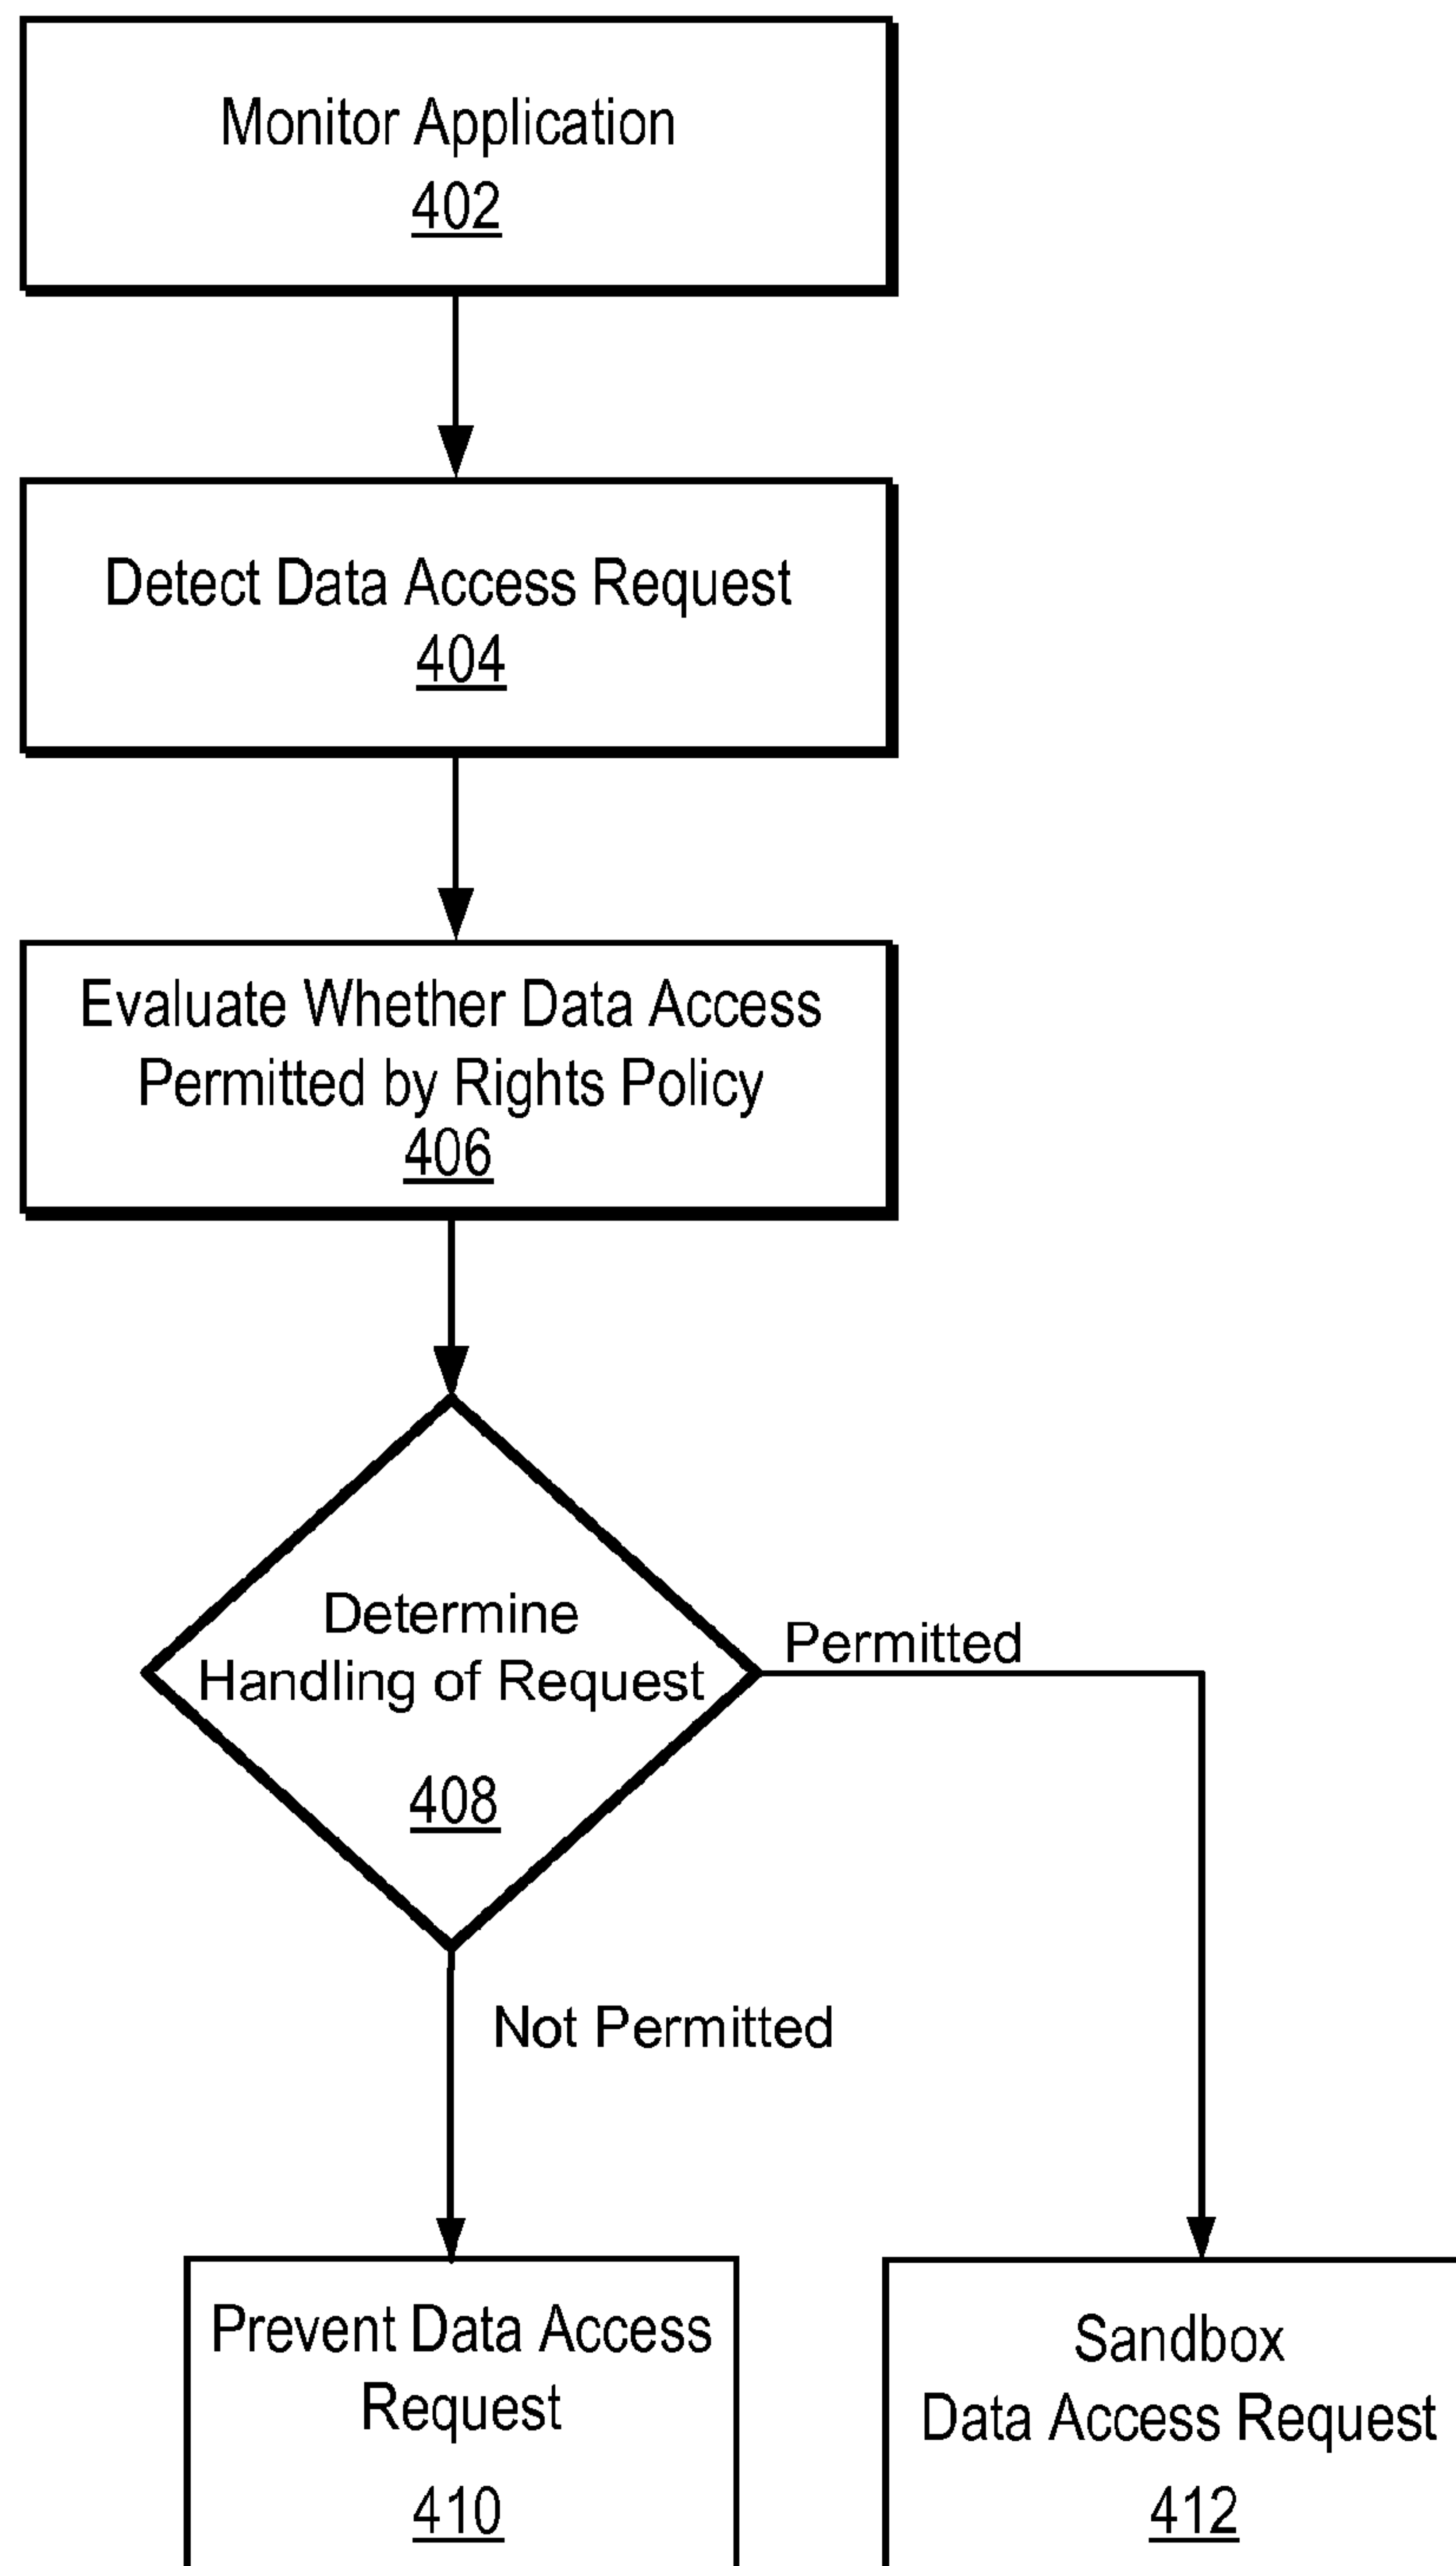 Monitor Application
402
Detect Data Access Request
404
Evaluate Whether Data Access
Permitted by Rights Policy
406
Determine
Handling of Request
408
Permitted
Not Permitted
Prevent Data Access
Request
410
Sandbox
Data Access Request
412